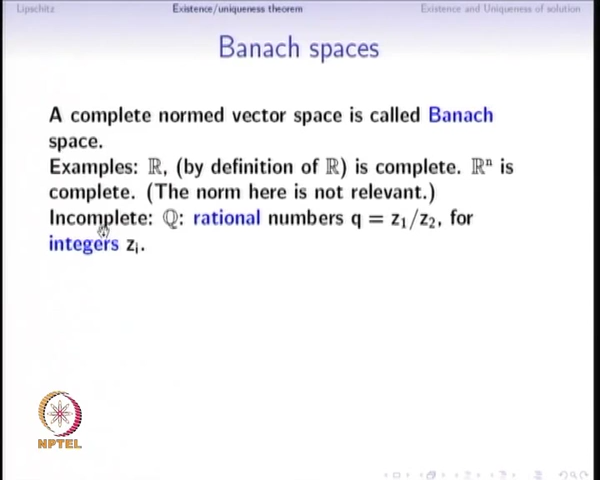 Lipschitz Existence/uniqueness theorem Existence and Uniqueness of solution
Banach spaces
A complete normed vector space is called Banach
space.
Examples: ℝ, (by definition of ℝ) is complete. ℝⁿ is
complete. (The norm here is not relevant.)
Incomplete: ℚ: rational numbers q = z₁/z₂, for
integers zᵢ.
NPTEL